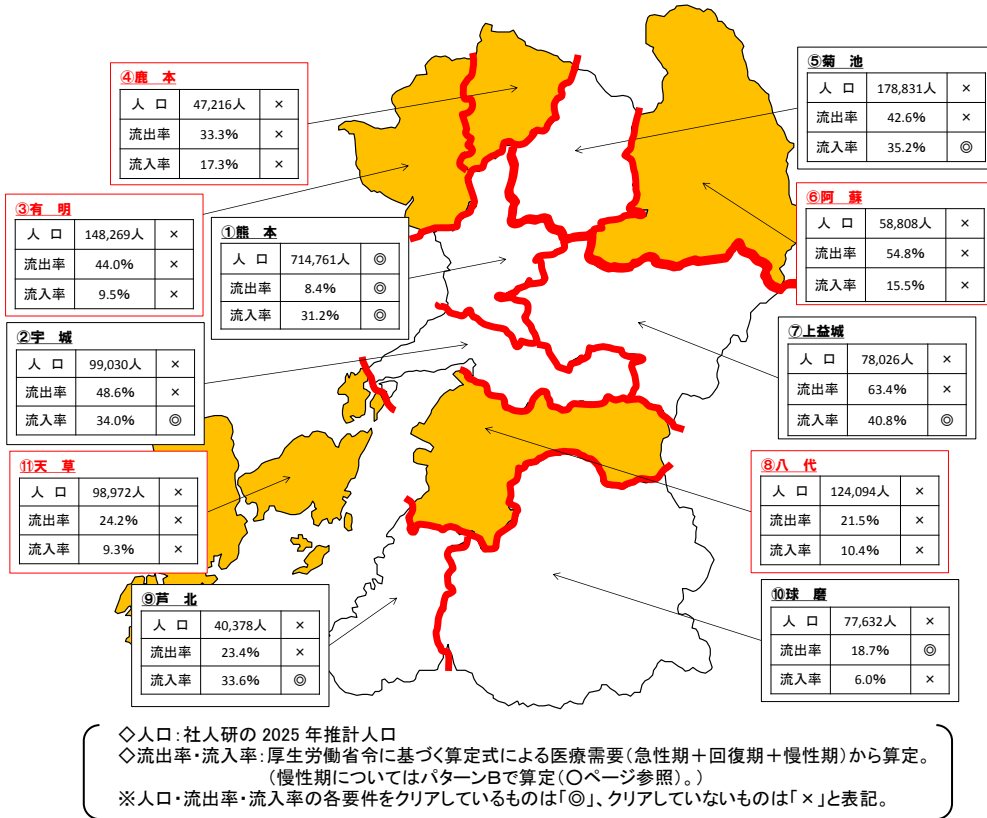 ④鹿 本
人 口 47,216人 ×
流出率 33.3% ×
流入率 17.3% ×
⑤菊 池
人 口 178,831人 ×
流出率 42.6% ×
流入率 35.2% ◎
③有 明
人 口 148,269人 ×
流出率 44.0% ×
流入率 9.5% ×
①熊 本
人 口 714,761人 ◎
流出率 8.4% ◎
流入率 31.2% ◎
⑥阿 蘇
人 口 58,808人 ×
流出率 54.8% ×
流入率 15.5% ×
②宇 城
人 口 99,030人 ×
流出率 48.6% ×
流入率 34.0% ◎
⑦上益城
人 口 78,026人 ×
流出率 63.4% ×
流入率 40.8% ◎
⑪天 草
人 口 98,972人 ×
流出率 24.2% ×
流入率 9.3% ×
⑧八 代
人 口 124,094人 ×
流出率 21.5% ×
流入率 10.4% ×
⑨芦 北
人 口 40,378人 ×
流出率 23.4% ×
流入率 33.6% ◎
⑩球 磨
人 口 77,632人 ×
流出率 18.7% ◎
流入率 6.0% ×
◇人口:社人研の 2025 年推計人口
◇流出率・流入率:厚生労働省令に基づく算定式による医療需要(急性期+回復期+慢性期)から算定。
(慢性期についてはパターンBで算定(〇ページ参照)。)
※人口・流出率・流入率の各要件をクリアしているものは「◎」、クリアしていないものは「×」と表記。